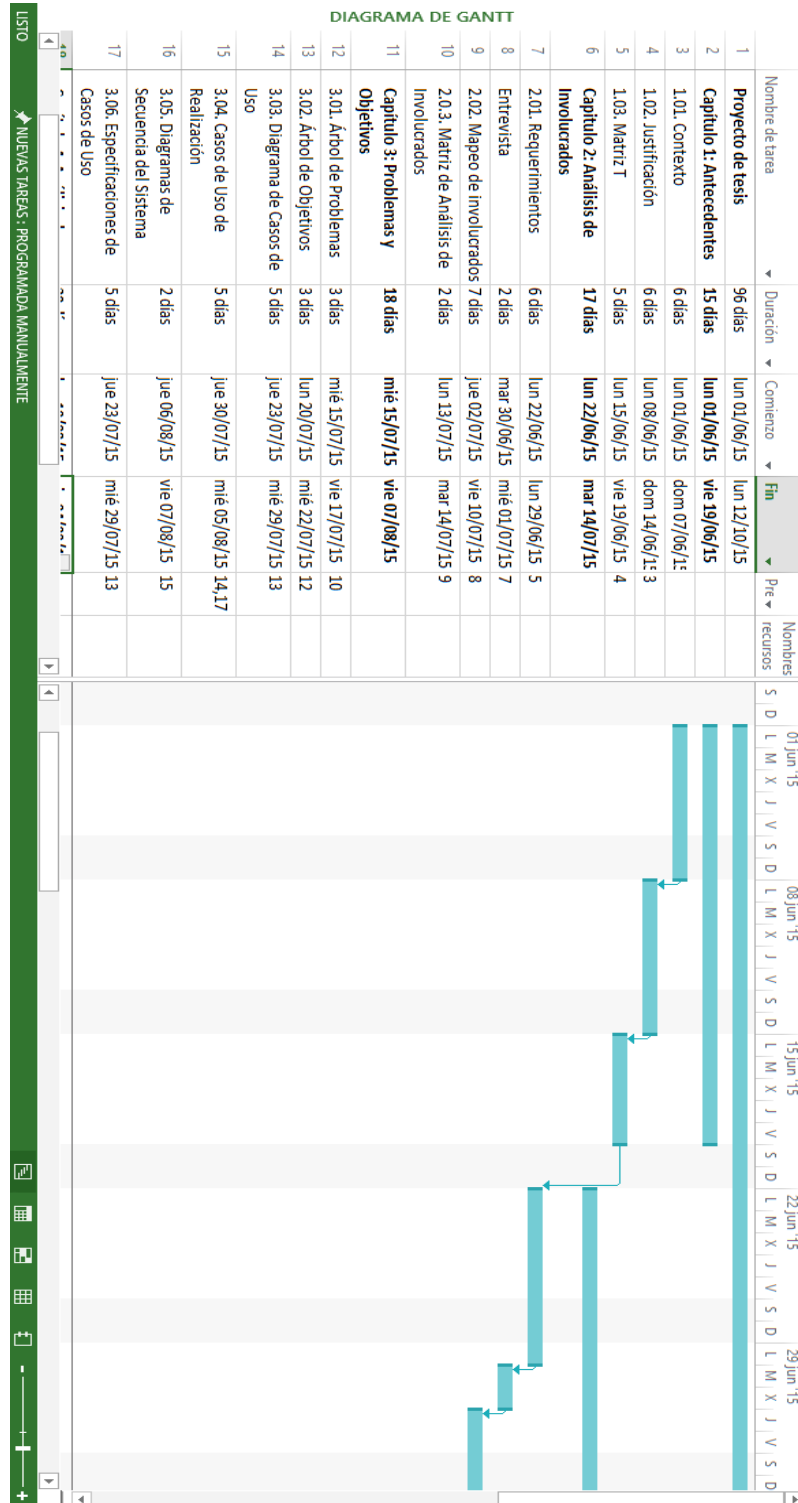 DIAGRAMA DE GANTT
Nombre de tarea Duración Comienzo Fin Pre Nombres
recursos
1 Proyecto de tesis 96 días lun 01/06/15 lun 12/10/15
2 Capítulo 1: Antecedentes 15 días lun 01/06/15 vie 19/06/15
3 1.01. Contexto 6 días lun 01/06/15 dom 07/06/15
4 1.02. Justificación 6 días lun 08/06/15 dom 14/06/15 3
5 1.03. Matriz T 5 días lun 15/06/15 vie 19/06/15 4
6 Capitulo 2: Análisis de 17 días lun 22/06/15 mar 14/07/15
Involucrados
7 2.01. Requerimientos 6 días lun 22/06/15 lun 29/06/15 5
8 Entrevista 2 días mar 30/06/15 mié 01/07/15 7
9 2.02. Mapeo de involucrados 7 días jue 02/07/15 vie 10/07/15 8
10 2.0.3. Matriz de Análisis de 2 días lun 13/07/15 mar 14/07/15 9
Involucrados
11 Capítulo 3: Problemas y 18 días mié 15/07/15 vie 07/08/15
Objetivos
12 3.01. Árbol de Problemas 3 días mié 15/07/15 vie 17/07/15 10
13 3.02. Árbol de Objetivos 3 días lun 20/07/15 mié 22/07/15 12
14 3.03. Diagrama de Casos de 5 días jue 23/07/15 mié 29/07/15 13
Uso
15 3.04. Casos de Uso de 5 días jue 30/07/15 mié 05/08/15 14,17
Realización
16 3.05. Diagramas de 2 días jue 06/08/15 vie 07/08/15 15
Secuencia del Sistema
17 3.06. Especificaciones de 5 días jue 23/07/15 mié 29/07/15 13
Casos de Uso
01 jun '15 08 jun '15 15 jun '15 22 jun '15 29 jun '15
S D L M X J V S D L M X J V S D L M X J V S D L M X J V S D L M X J V S D
LISTO NUEVAS TAREAS : PROGRAMADA MANUALMENTE